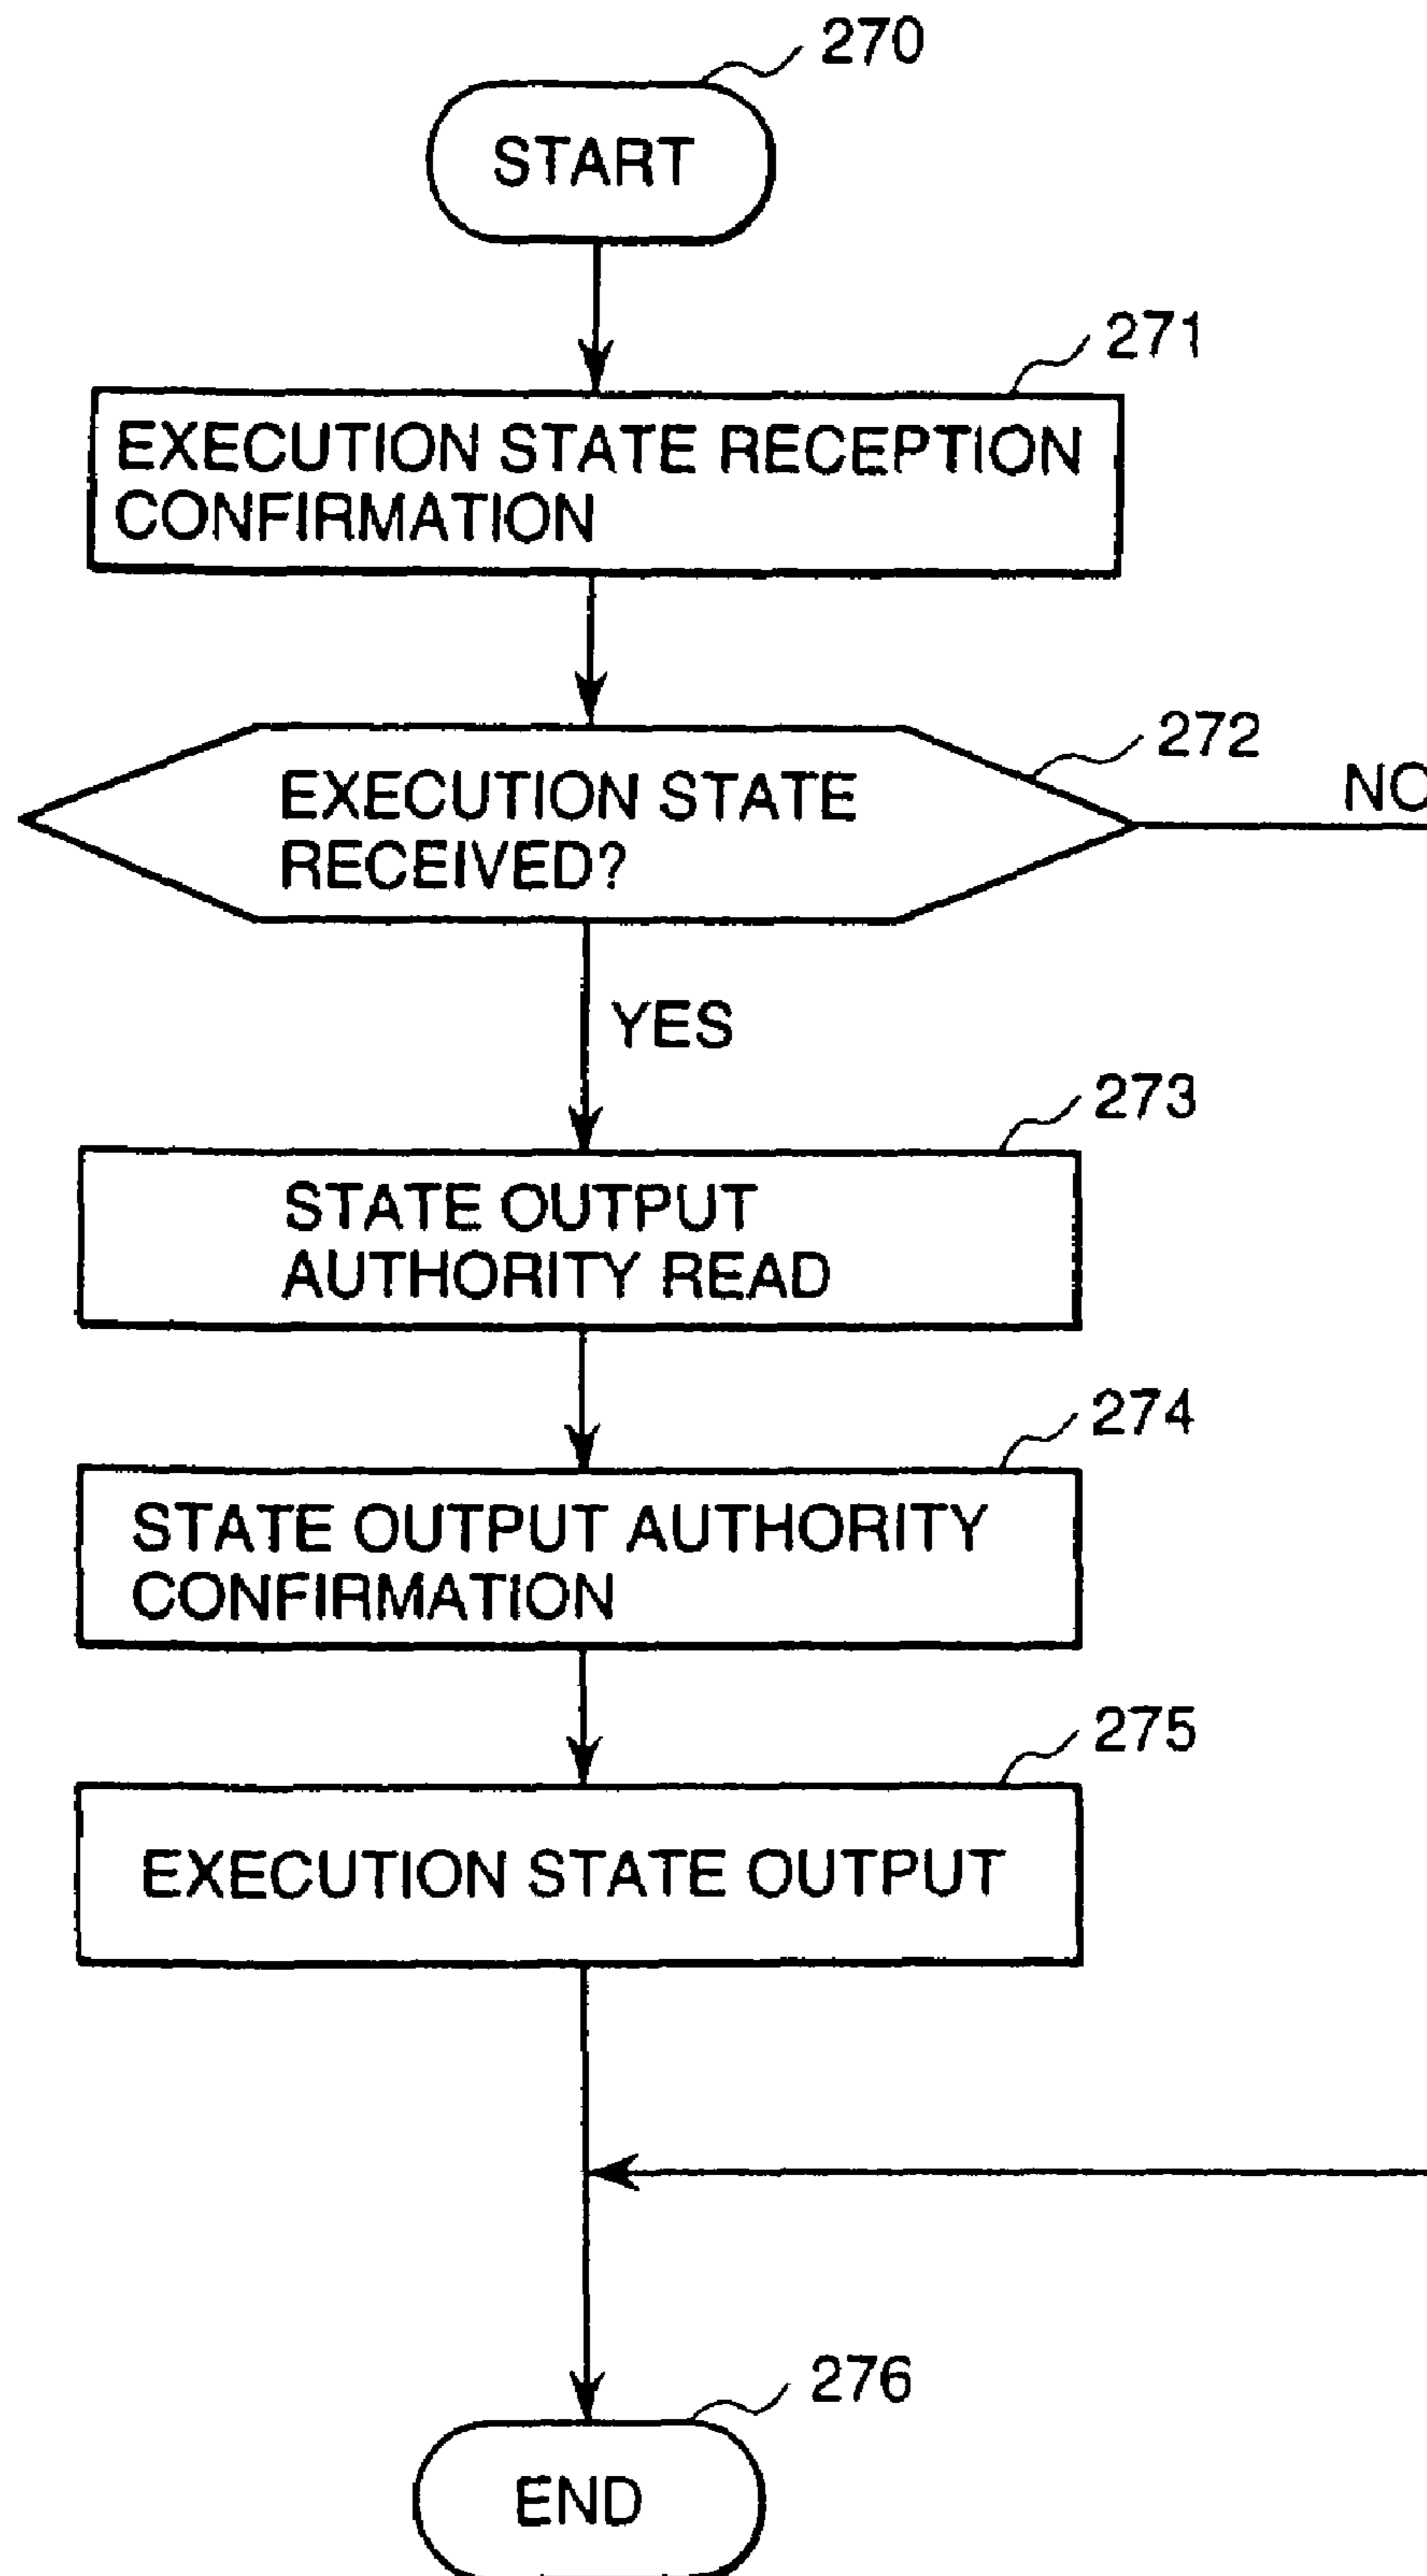 270
START
271
EXECUTION STATE RECEPTION
CONFIRMATION
272
EXECUTION STATE
RECEIVED?
NO
YES
273
STATE OUTPUT
AUTHORITY READ
274
STATE OUTPUT AUTHORITY
CONFIRMATION
275
EXECUTION STATE OUTPUT
276
END